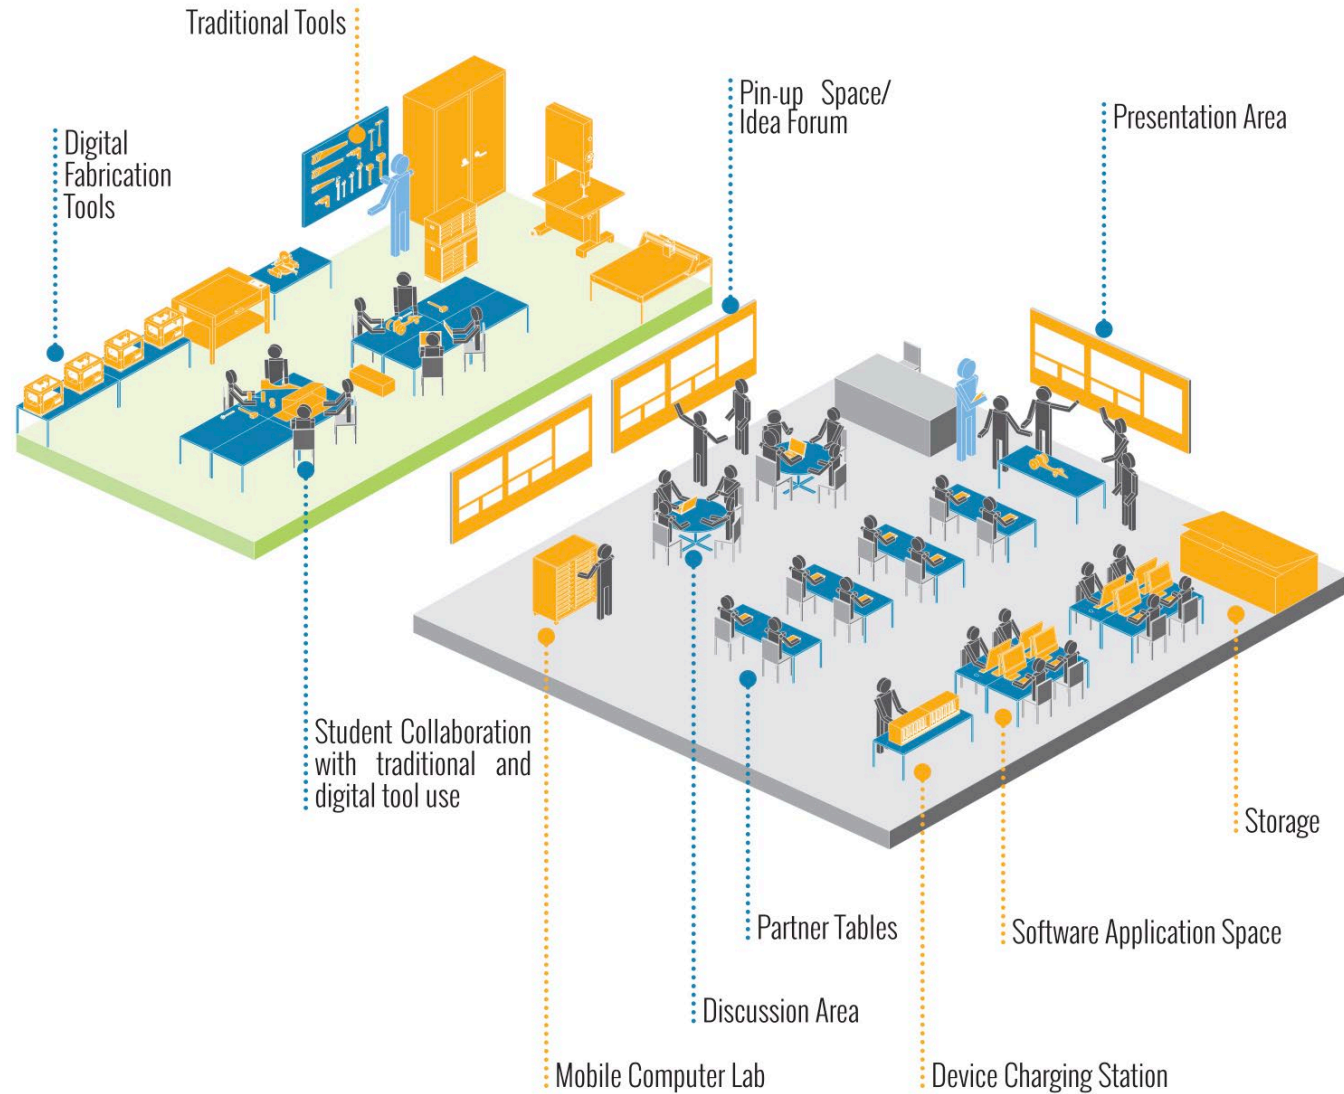 Traditional Tools
Digital
Fabrication
Tools
Pin-up Space/
Idea Forum
Presentation Area
Student Collaboration
with traditional and
digital tool use
Storage
Partner Tables
Software Application Space
Discussion Area
Mobile Computer Lab
Device Charging Station